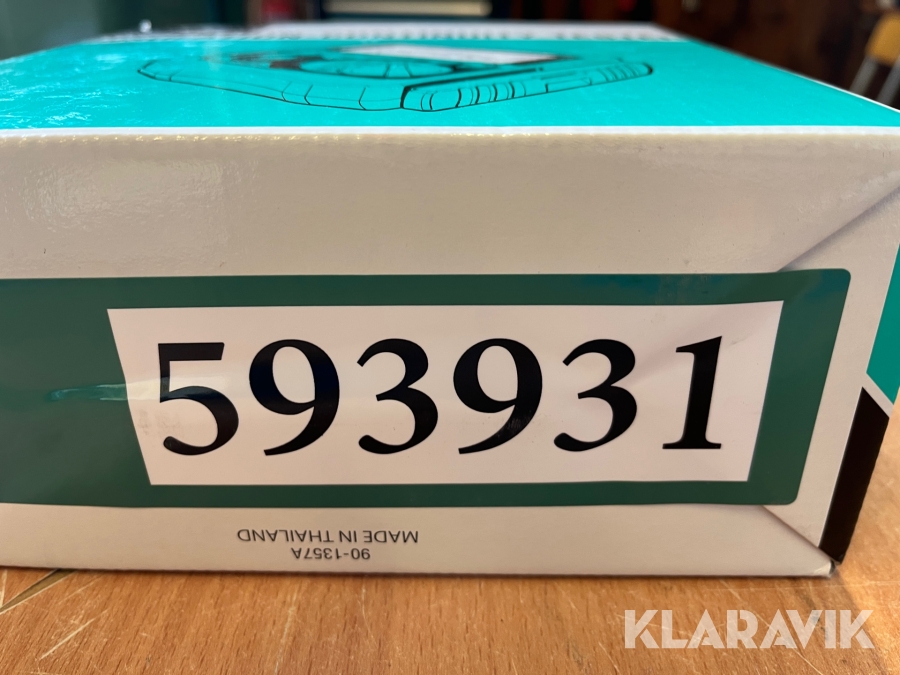 593931
MADE IN THAILAND
90-1357A
KLARAVIK